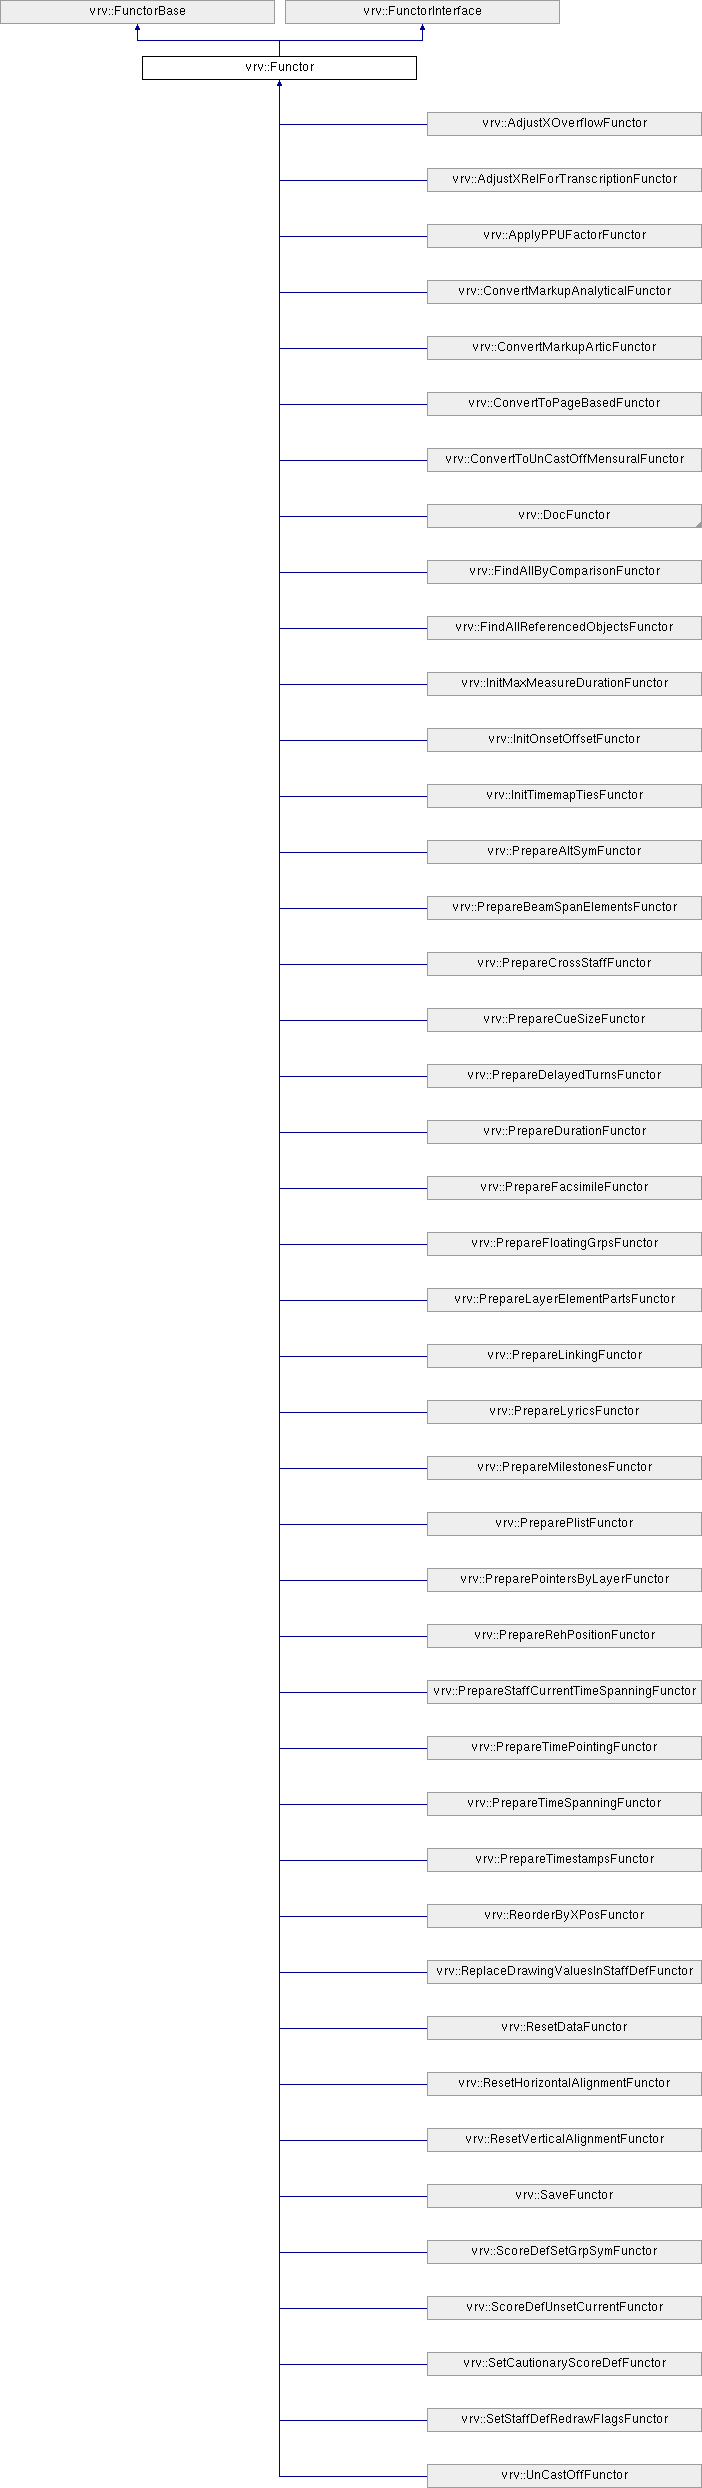 vrv::FunctorBase
vrv::FunctorInterface
vrv::Functor
vrv::AdjustXOverflowFunctor
vrv::AdjustXRelForTranscriptionFunctor
vrv::ApplyPPUFactorFunctor
vrv::ConvertMarkupAnalyticalFunctor
vrv::ConvertMarkupArticFunctor
vrv::ConvertToPageBasedFunctor
vrv::ConvertToUnCastOffMensuralFunctor
vrv::DocFunctor
vrv::FindAllByComparisonFunctor
vrv::FindAllReferencedObjectsFunctor
vrv::InitMaxMeasureDurationFunctor
vrv::InitOnsetOffsetFunctor
vrv::InitTimemapTiesFunctor
vrv::PrepareAltSymFunctor
vrv::PrepareBeamSpanElementsFunctor
vrv::PrepareCrossStaffFunctor
vrv::PrepareCueSizeFunctor
vrv::PrepareDelayedTurnsFunctor
vrv::PrepareDurationFunctor
vrv::PrepareFacsimileFunctor
vrv::PrepareFloatingGrpsFunctor
vrv::PrepareLayerElementPartsFunctor
vrv::PrepareLinkingFunctor
vrv::PrepareLyricsFunctor
vrv::PrepareMilestonesFunctor
vrv::PreparePlistFunctor
vrv::PreparePointersByLayerFunctor
vrv::PrepareRehPositionFunctor
vrv::PrepareStaffCurrentTimeSpanningFunctor
vrv::PrepareTimePointingFunctor
vrv::PrepareTimeSpanningFunctor
vrv::PrepareTimestampsFunctor
vrv::ReorderByXPosFunctor
vrv::ReplaceDrawingValuesInStaffDefFunctor
vrv::ResetDataFunctor
vrv::ResetHorizontalAlignmentFunctor
vrv::ResetVerticalAlignmentFunctor
vrv::SaveFunctor
vrv::ScoreDefSetGrpSymFunctor
vrv::ScoreDefUnsetCurrentFunctor
vrv::SetCautionaryScoreDefFunctor
vrv::SetStaffDefRedrawFlagsFunctor
vrv::UnCastOffFunctor